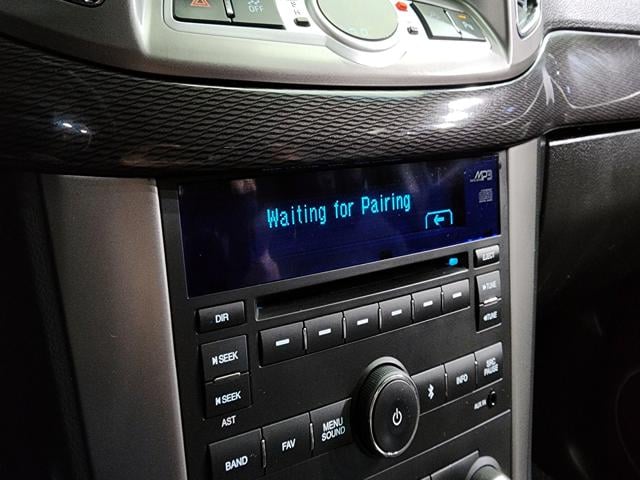 OFF
Waiting for Pairing
MP3
EJECT
DIR
TUNE
TUNE
SEEK
SEEK
AST
SRC
PAUSE
INFO
MENU
SOUND
FAV
BAND
AUX IN